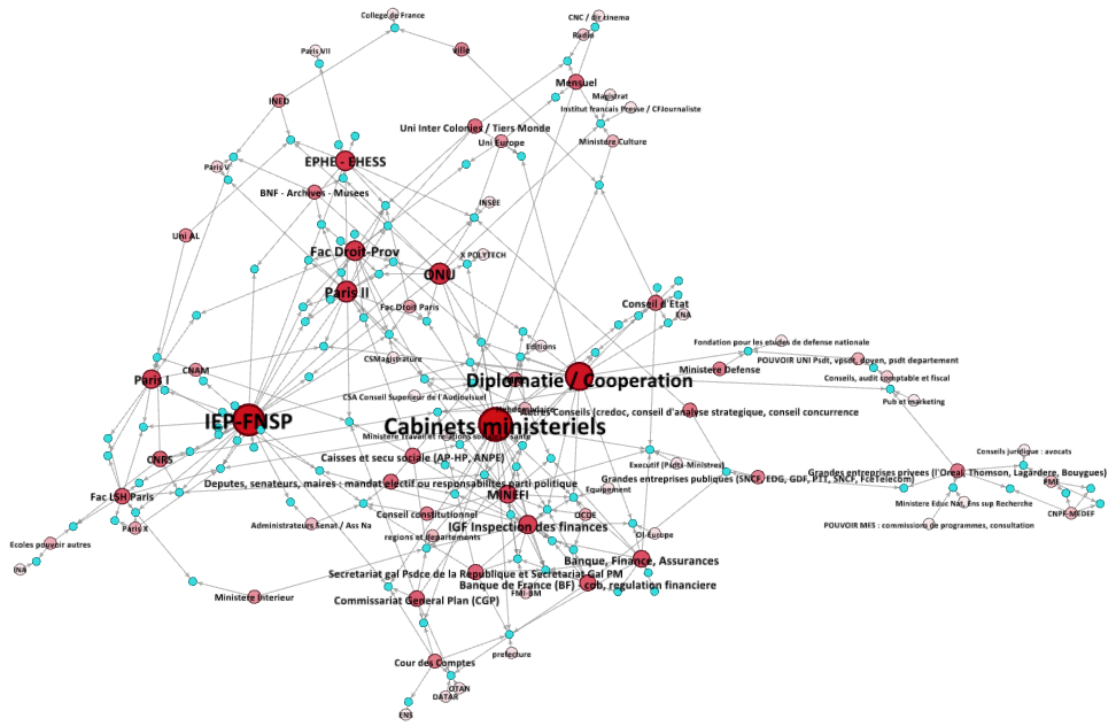 College de France
CNC / dir cinema
Radio
Ville
Paris VII
Mensuel
Magistrat
INED
Institut francais Presse / CFJournaliste
Uni Inter Colonies / Tiers Monde
Uni Europe
Ministere Culture
EPHE - EHESS
Paris V
BNF - Archives - Musees
INSEE
Uni AL
Fac Droit-Prov
X POLYTECH
ONU
Paris II
Fac Droit Paris
Conseil d'Etat
ENA
Editions
Fondation pour les etudes de defense nationale
CSMagistrature
POUVOIR UNI Psdt, vpsdt, doyen, psdt departement
CNAM
Ministere Defense
Paris I
Diplomatie / Cooperation
Conseils, audit comptable et fiscal
CSA Conseil Superieur de l'Audiovisuel
Pub et marketing
Hebdomadaire
Autres Conseils (credoc, conseil d'analyse strategique, conseil concurrence
IEP-FNSP
Cabinets ministeriels
Ministere Travail et relations sociales, sante
Conseils juridique : avocats
CNRS
Caisses et secu sociale (AP-HP, ANPE)
Executif (Psdts-Ministres)
Grandes entreprises privees (l'Oreal, Thomson, Lagardere, Bouygues)
Grandes entreprises publiques (SNCF, EDG, GDF, PTT, SNCF, FceTelecom)
PME
Deputes, senateurs, maires : mandat electif ou responsabilites parti politique
Equipement
Fac LSH Paris
MINEFI
Ministere Educ Nat, Ens sup Recherche
CNPF-MEDEF
Conseil constitutionnel
OCDE
Paris X
Administrateurs Senat / Ass Na
IGF Inspection des finances
POUVOIR MES : commissions de programmes, consultation
regions et departements
OI-Europe
Ecoles pouvoir autres
Banque, Finance, Assurances
INA
Secretariat gal Psdce de la Republique et Secretariat Gal PM
Banque de France (BF) - cob, regulation financiere
Ministere Interieur
Commissariat General Plan (CGP)
FMI-BM
prefecture
Cour des Comptes
OTAN
DATAR
ENS